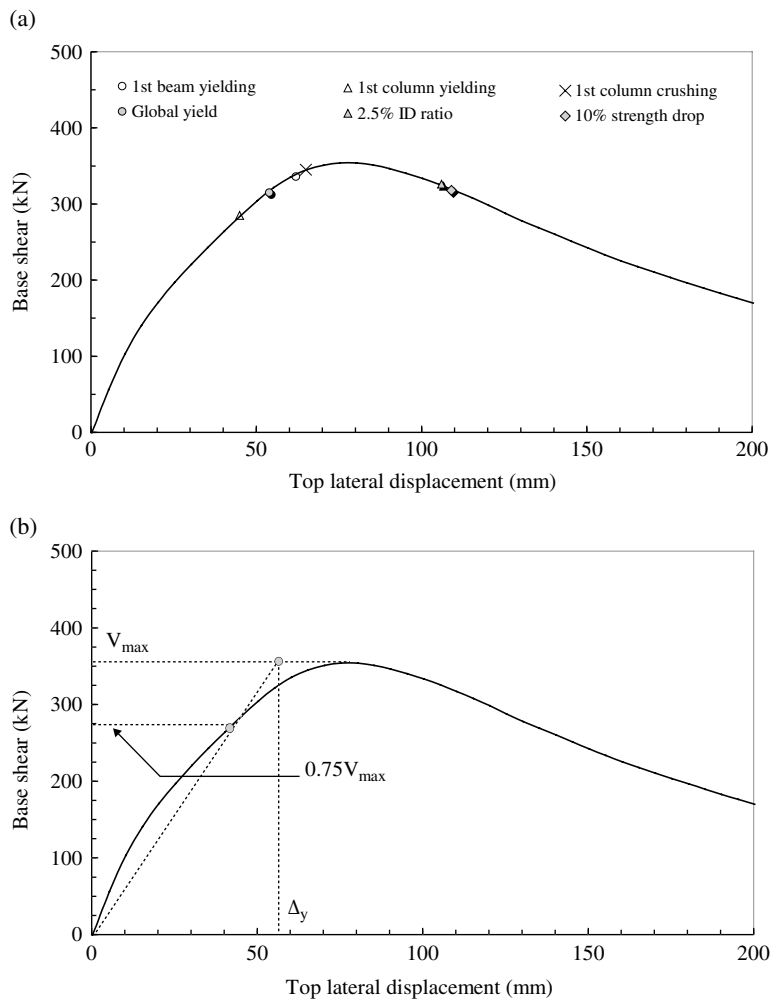 (a)
500
400
300
200
100
0
Base shear (kN)
1st beam yielding
1st column yielding
1st column crushing
Global yield
2.5% ID ratio
10% strength drop
0 50 100 150 200
Top lateral displacement (mm)
(b)
500
400
300
200
100
0
Base shear (kN)
Vmax
0.75Vmax
Δy
0 50 100 150 200
Top lateral displacement (mm)